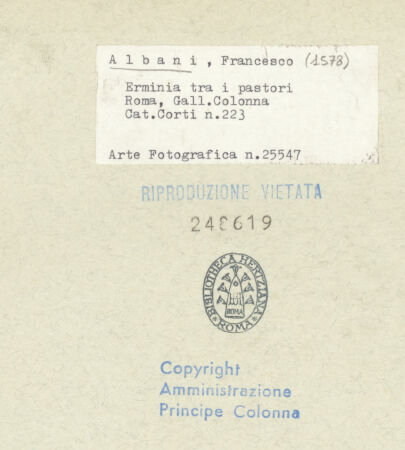 Albani, Francesco (1578)
Erminia tra i pastori
Roma, Gall.Colonna
Cat.Corti n.223
Arte Fotografica n.25547
RIPRODUZIONE VIETATA
248619
BIBLIOTHECA HERTZIANA
ROMA
ROMA
Copyright
Amministrazione
Principe Colonna